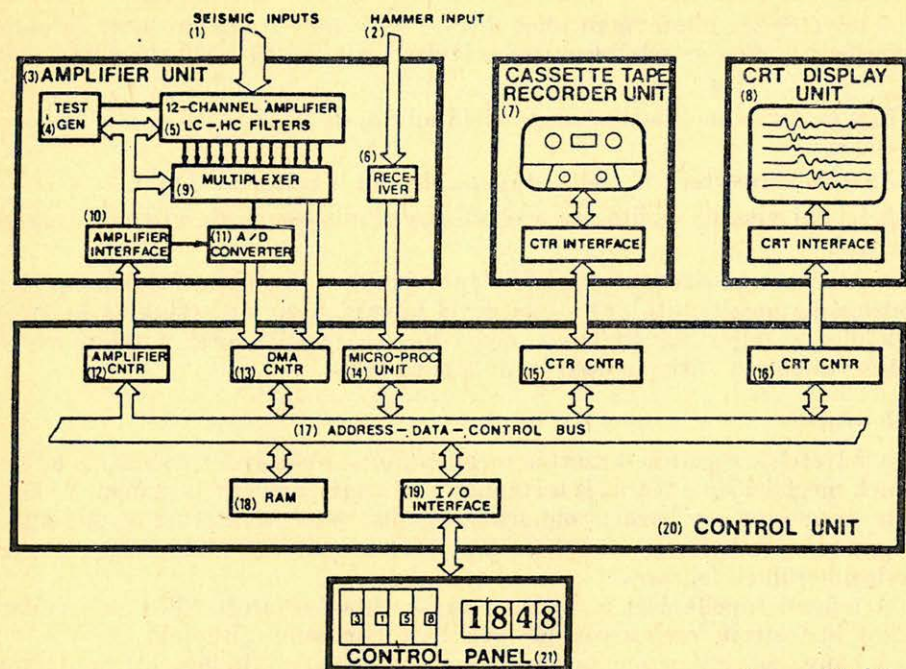 SEISMIC INPUTS
(1)
HAMMER INPUT
(2)
(3) AMPLIFIER UNIT
TEST
(4) GEN
12-CHANNEL AMPLIFIER
(5) LC-.HC FILTERS
(9) MULTIPLEXER
(6)
RECE-
IVER
(10)
AMPLIFIER
INTERFACE
(11) A/D
CONVERTER
CASSETTE TAPE
RECORDER UNIT
(7)
CTR INTERFACE
CRT DISPLAY
(8) UNIT
CRT INTERFACE
AMPLIFIER
(12) CNTR
DMA
(13) CNTR
MICRO-PROC
(14) UNIT
(15) CTR CNTR
(16) CRT CNTR
(17) ADDRESS-DATA-CONTROL BUS
(18) RAM
(19) I/O
INTERFACE
(20) CONTROL UNIT
3 1 5 8
1848
CONTROL PANEL (21)